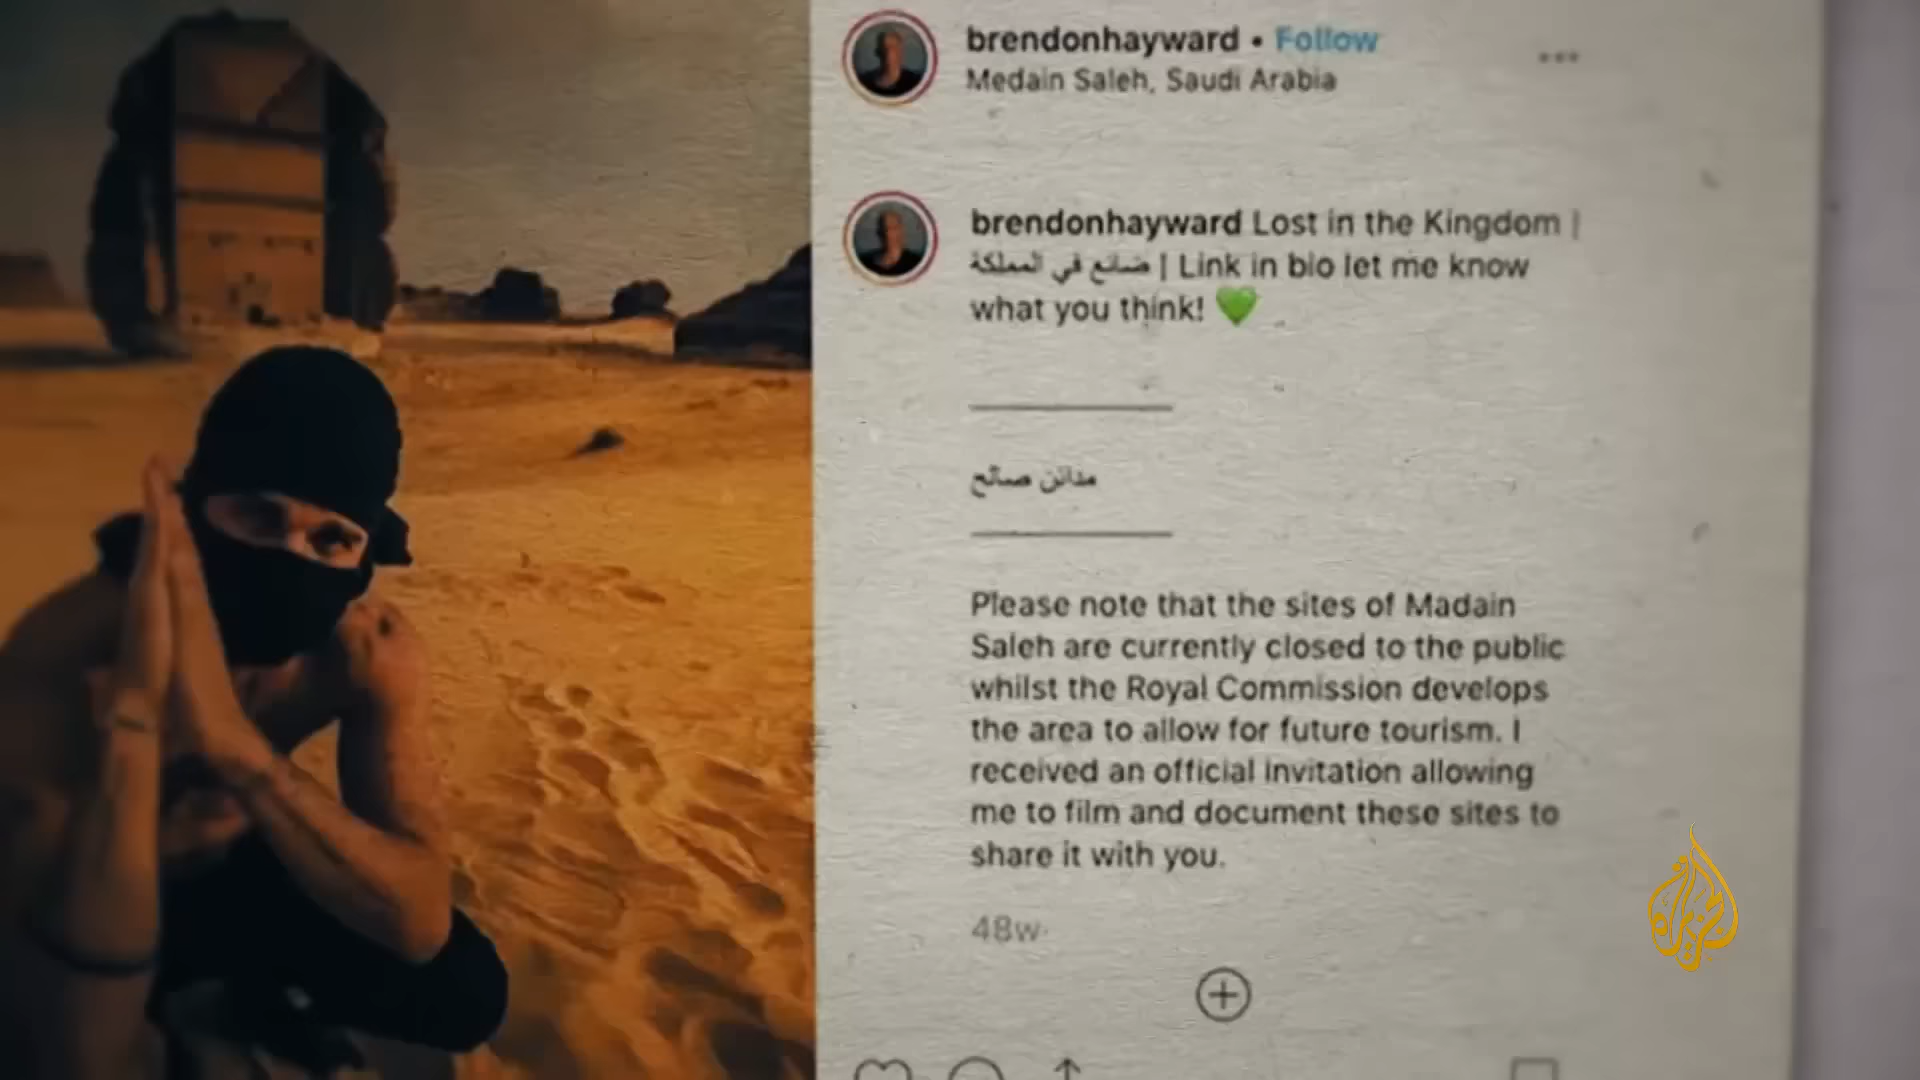 brendonhayward • Follow
Medain Saleh, Saudi Arabia
brendonhayward Lost in the Kingdom |
ضائع في المملكة | Link in bio let me know
what you think! 💚
مدائن صالح
Please note that the sites of Madain
Saleh are currently closed to the public
whilst the Royal Commission develops
the area to allow for future tourism. I
received an official invitation allowing
me to film and document these sites to
share it with you.
48w
الجزيرة